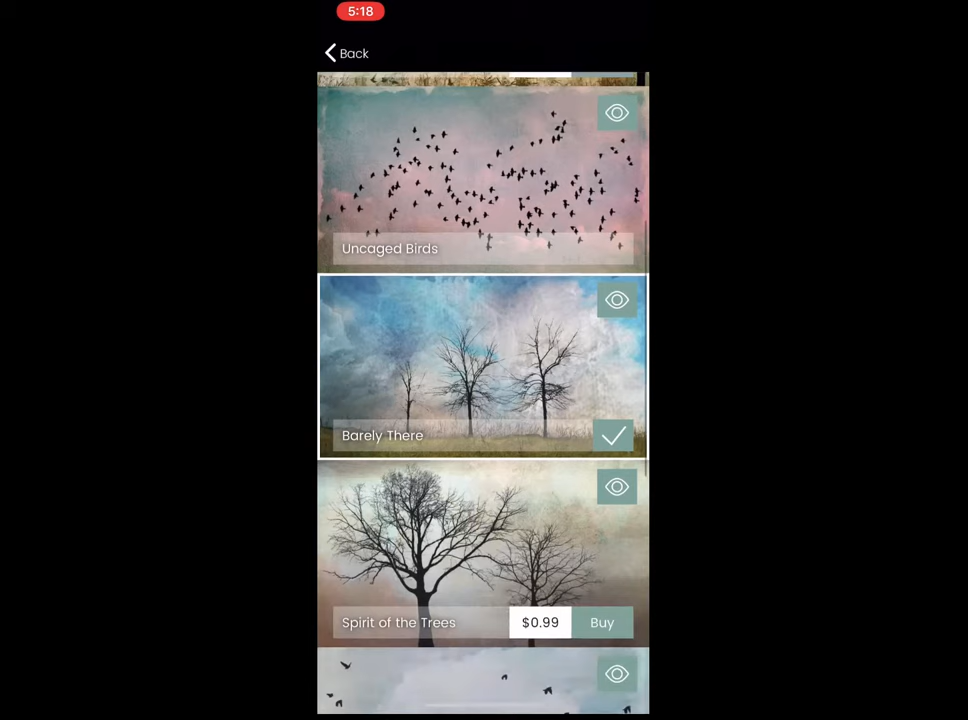 5:18
Back
Uncaged Birds
Barely There
Spirit of the Trees $0.99 Buy